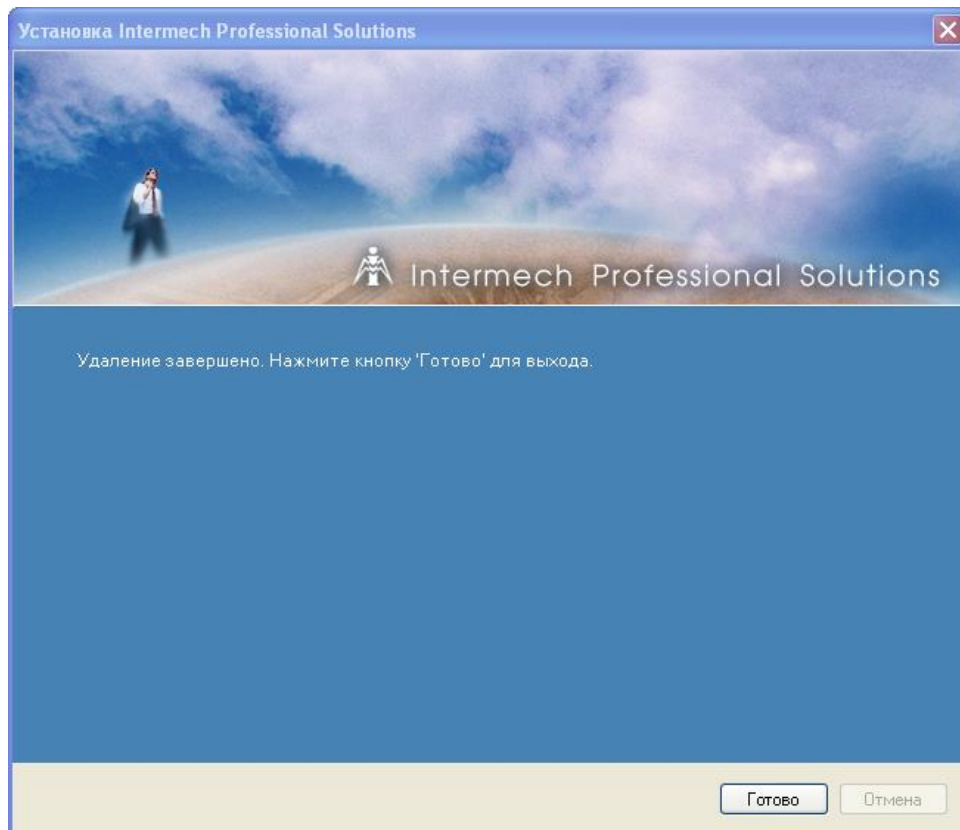 Установка Intermech Professional Solutions
Intermech Professional Solutions
Удаление завершено. Нажмите кнопку 'Готово' для выхода.
Готово
Отмена